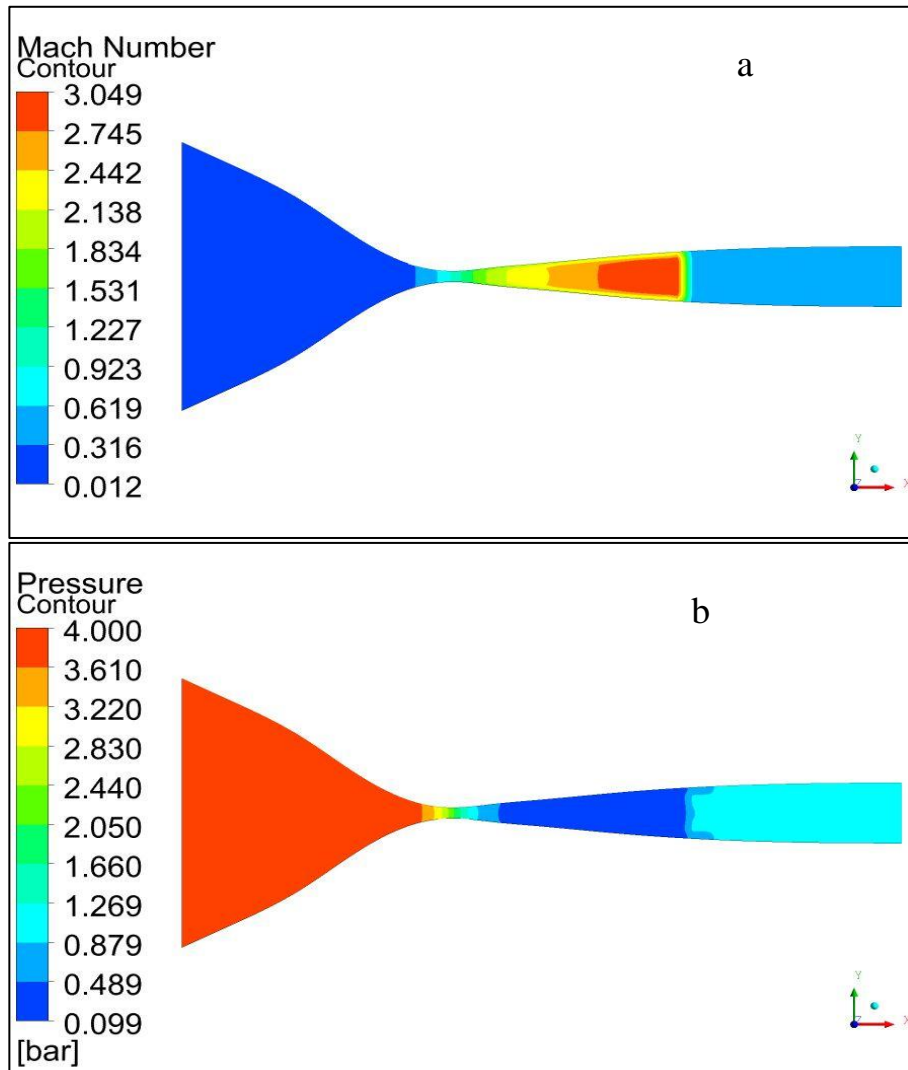 Mach Number
Contour
a
3.049
2.745
2.442
2.138
1.834
1.531
1.227
0.923
0.619
0.316
0.012
Y
Z
X
Pressure
Contour
b
4.000
3.610
3.220
2.830
2.440
2.050
1.660
1.269
0.879
0.489
0.099
[bar]
Y
Z
X